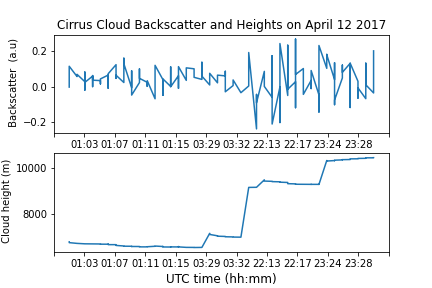 Cirrus Cloud Backscatter and Heights on April 12 2017
Backscatter (a.u)
0.2
0.0
−0.2
01:03 01:07 01:11 01:15 03:29 03:32 22:13 22:17 23:24 23:28
Cloud height (m)
10000
8000
01:03 01:07 01:11 01:15 03:29 03:32 22:13 22:17 23:24 23:28
UTC time (hh:mm)